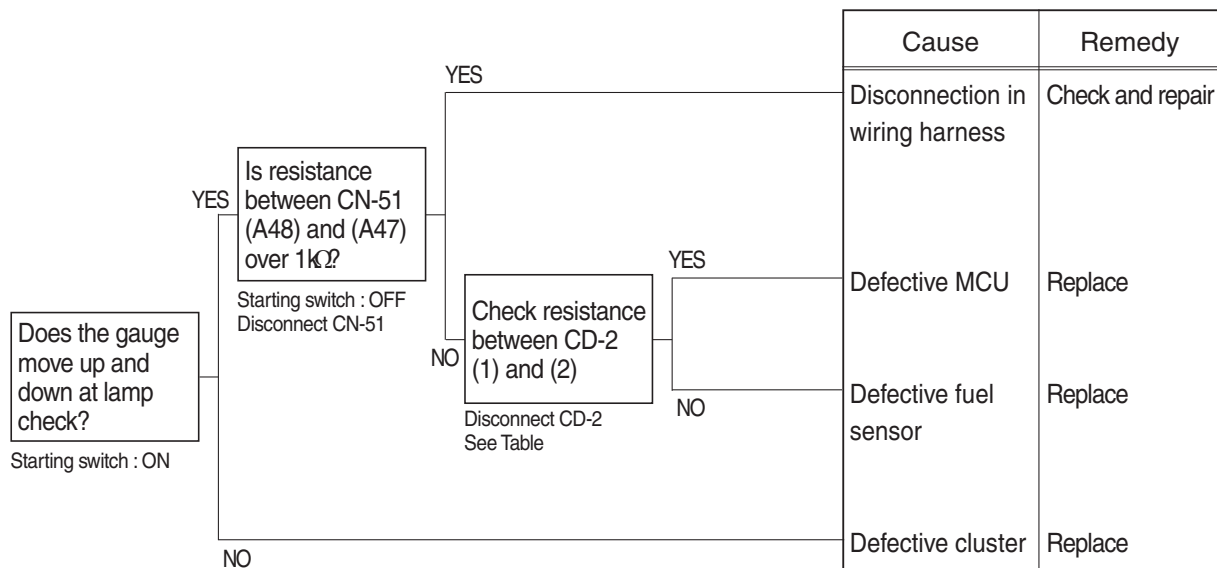 Cause
Remedy
YES
Disconnection in
wiring harness
Check and repair
Is resistance
between CN-51
(A48) and (A47)
over 1kΩ?
YES
Starting switch : OFF
Disconnect CN-51
YES
Defective MCU
Replace
Check resistance
between CD-2
(1) and (2)
NO
Disconnect CD-2
See Table
Does the gauge
move up and
down at lamp
check?
Starting switch : ON
NO
Defective fuel
sensor
Replace
NO
Defective cluster
Replace